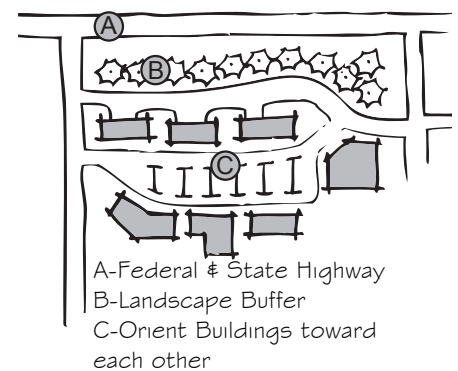 A
B
C
A-Federal & State Highway
B-Landscape Buffer
C-Orient Buildings toward
each other